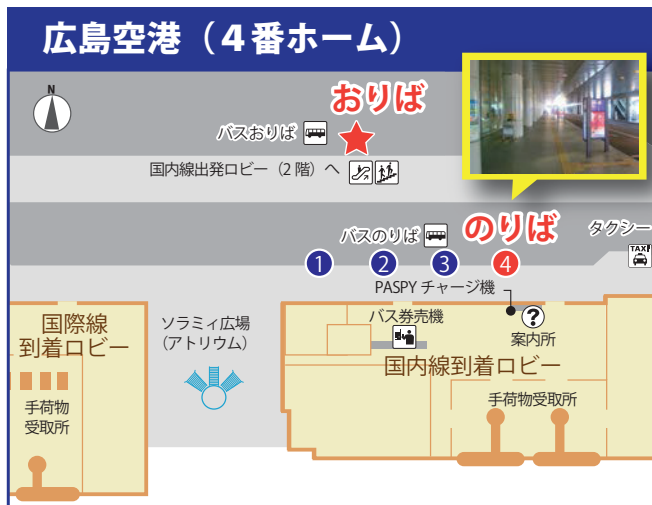 広島空港（４番ホーム）
N
おりば
バスおりば
国内線出発ロビー（2 階）へ
バスのりば
のりば
タクシー
TAXI
1
2
3
4
PASPY チャージ機
国際線
到着ロビー
ソラミィ広場
（アトリウム）
バス券売機
?
案内所
国内線到着ロビー
手荷物
受取所
手荷物受取所